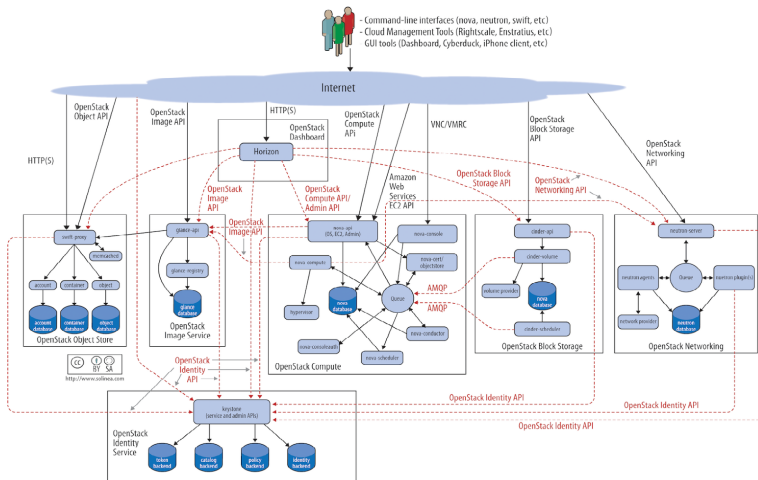 - Command-line interfaces (nova, neutron, swift, etc)
- Cloud Management Tools (Rightscale, Enstratius, etc)
GUI tools (Dashboard, Cyberduck, iPhone client, etc)
Internet
OpenStack
Object API
OpenStack
Image API
HTTP(S)
OpenStack
Dashboard
Horizon
OpenStack
Compute
APi
VNC/VMRC
OpenStack
Block Storage
API
OpenStack
Networking
API
HTTP(S)
OpenStack
Image
API
OpenStack
Compute API/
Admin API
Amazon
Web
Services
EC2 API
OpenStack Block
Storage API
OpenStack
Networking API
swift-proxy
memcached
account
container
object
account
database
container
database
object
database
OpenStack Object Store
glance-api
glance-registry
glance
database
OpenStack
Image Service
OpenStack
Image API
nova-api
(OS, EC2, Admin)
nova-console
nova-compute
nova-cert/
objectstore
nova
database
Queue
hypervisor
nova-conductor
nova-consoleauth
nova-scheduler
OpenStack Compute
AMQP
AMQP
cinder-api
cinder-volume
volume provider
nova
database
cinder-scheduler
OpenStack Block Storage
neutron-server
neutron agents
Queue
neutron plugin(s)
network provider
neutron
database
OpenStack Networking
cc
BY SA
http://www.solinea.com
OpenStack
Identity
API
OpenStack Identity API
OpenStack Identity API
OpenStack Identity API
OpenStack
Identity
Service
keystone
(service and admin APIs)
token
backend
catalog
backend
policy
backend
identity
backend